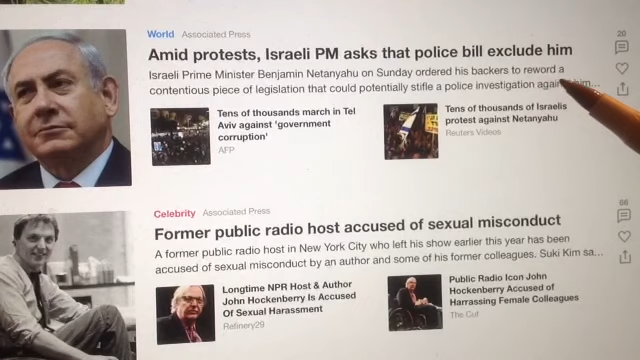 World Associated Press
20
Amid protests, Israeli PM asks that police bill exclude him
Israeli Prime Minister Benjamin Netanyahu on Sunday ordered his backers to reword a
contentious piece of legislation that could potentially stifle a police investigation against him...
Tens of thousands march in Tel
Aviv against 'government
corruption'
AFP
Tens of thousands of Israelis
protest against Netanyahu
Reuters Videos
Celebrity Associated Press
66
Former public radio host accused of sexual misconduct
A former public radio host in New York City who left his show earlier this year has been
accused of sexual misconduct by an author and some of his former colleagues. Suki Kim sa...
Longtime NPR Host & Author
John Hockenberry Is Accused
Of Sexual Harassment
Refinery29
Public Radio Icon John
Hockenberry Accused of
Harrassing Female Colleagues
The Cut